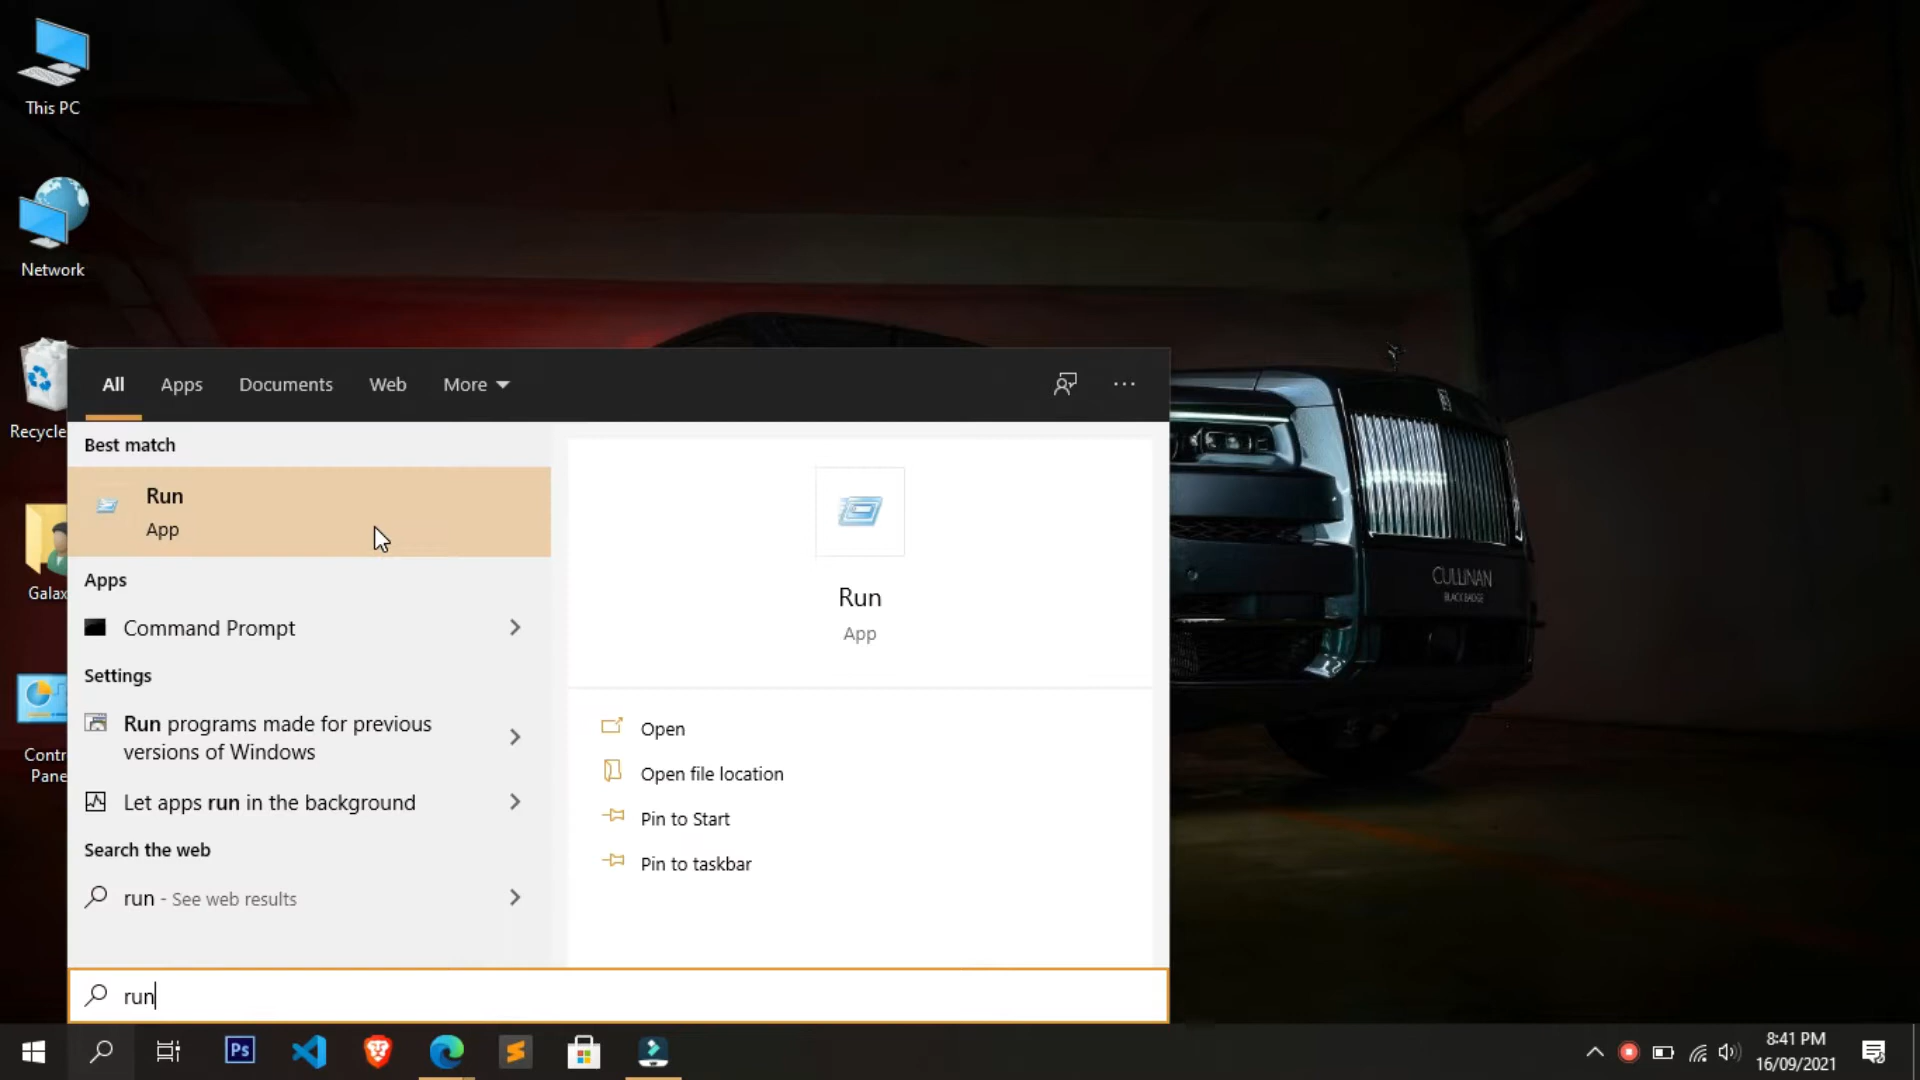 This PC
Network
Recycle
Galax
Contr
Pane
All
Apps
Documents
Web
More
Best match
Run
App
Apps
Command Prompt
Settings
Run programs made for previous
versions of Windows
Let apps run in the background
Search the web
run - See web results
Run
App
Open
Open file location
Pin to Start
Pin to taskbar
run
CULLINAN
BLACK BADGE
Ps
8:41 PM
16/09/2021